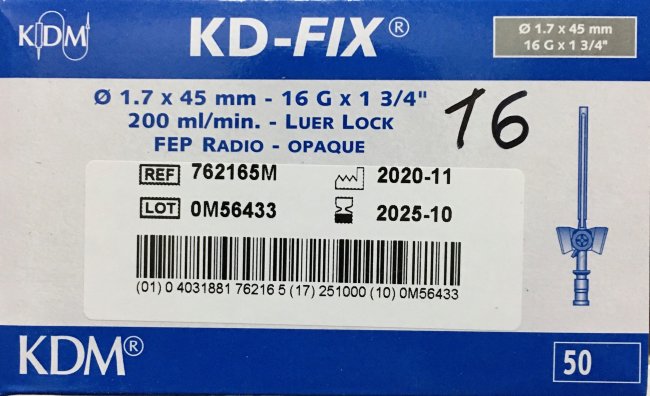 KDM
KD-FIX®
Ø 1.7 x 45 mm
16 G x 1 3/4"
Ø 1.7 x 45 mm - 16 G x 1 3/4"
200 ml/min. - LUER LOCK
FEP RADIO - OPAQUE
16
REF 762165M 2020-11
LOT 0M56433 2025-10
(01) 0 4031881 76216 5 (17) 251000 (10) 0M56433
KDM®
50